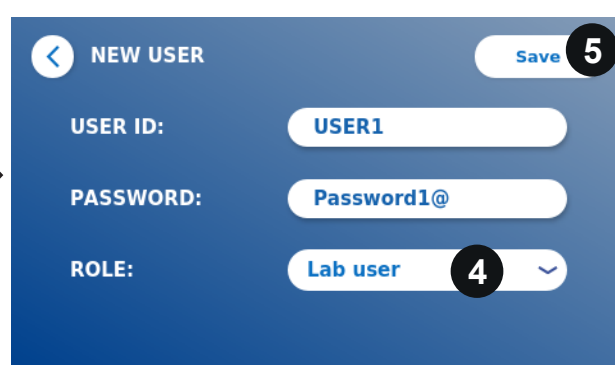 NEW USER Save 5
USER ID: USER1
PASSWORD: Password1@
ROLE: Lab user 4